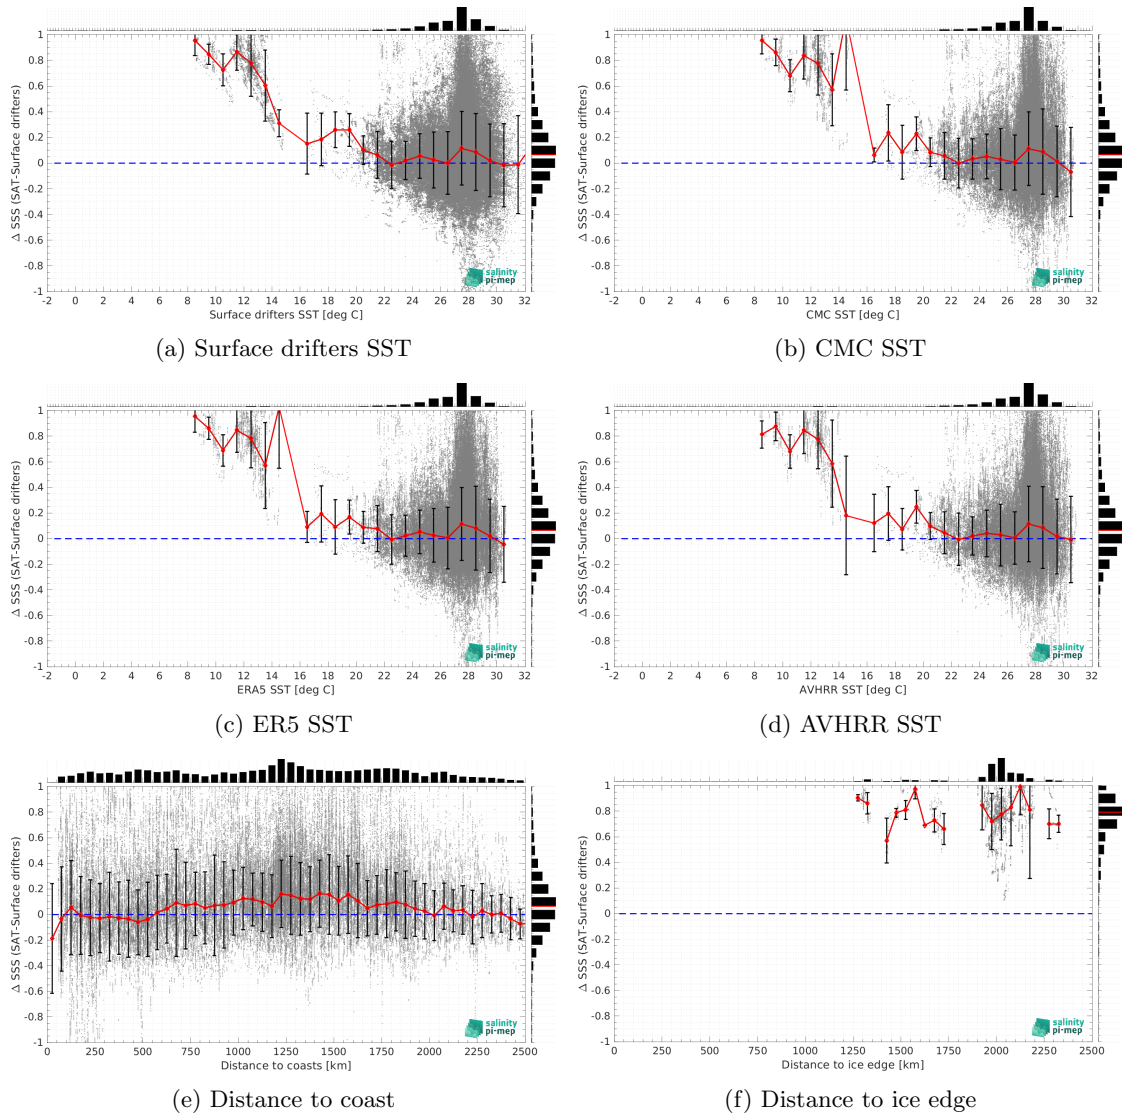 1
0.8
0.6
0.4
0.2
0
-0.2
-0.4
-0.6
-0.8
-1
Δ SSS (SAT-Surface drifters)
salinity
pi-mep
-2 0 2 4 6 8 10 12 14 16 18 20 22 24 26 28 30 32
Surface drifters SST [deg C]
(a) Surface drifters SST
1
0.8
0.6
0.4
0.2
0
-0.2
-0.4
-0.6
-0.8
-1
Δ SSS (SAT-Surface drifters)
salinity
pi-mep
-2 0 2 4 6 8 10 12 14 16 18 20 22 24 26 28 30 32
CMC SST [deg C]
(b) CMC SST
1
0.8
0.6
0.4
0.2
0
-0.2
-0.4
-0.6
-0.8
-1
Δ SSS (SAT-Surface drifters)
salinity
pi-mep
-2 0 2 4 6 8 10 12 14 16 18 20 22 24 26 28 30 32
ERA5 SST [deg C]
(c) ER5 SST
1
0.8
0.6
0.4
0.2
0
-0.2
-0.4
-0.6
-0.8
-1
Δ SSS (SAT-Surface drifters)
salinity
pi-mep
-2 0 2 4 6 8 10 12 14 16 18 20 22 24 26 28 30 32
AVHRR SST [deg C]
(d) AVHRR SST
1
0.8
0.6
0.4
0.2
0
-0.2
-0.4
-0.6
-0.8
-1
Δ SSS (SAT-Surface drifters)
salinity
pi-mep
0 250 500 750 1000 1250 1500 1750 2000 2250 2500
Distance to coasts [km]
(e) Distance to coast
1
0.8
0.6
0.4
0.2
0
-0.2
-0.4
-0.6
-0.8
-1
Δ SSS (SAT-Surface drifters)
salinity
pi-mep
0 250 500 750 1000 1250 1500 1750 2000 2250 2500
Distance to ice edge [km]
(f) Distance to ice edge